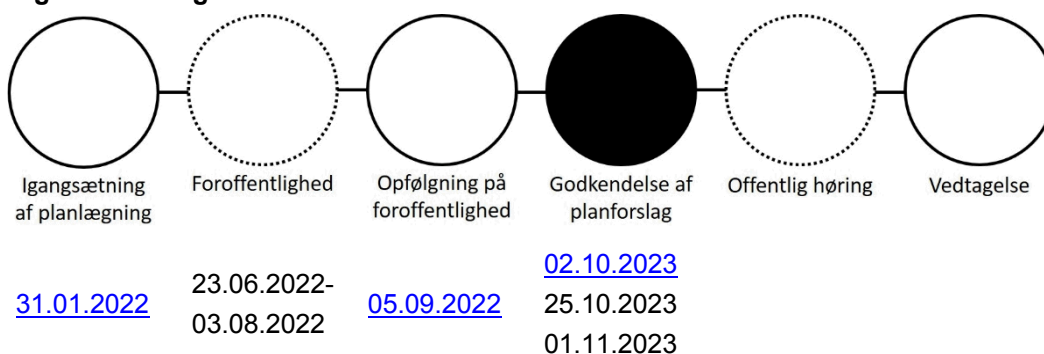 Igangsætning
af planlægning
Foroffentlighed
Opfølgning på
foroffentlighed
Godkendelse af
planforslag
Offentlig høring
Vedtagelse
31.01.2022
23.06.2022-
03.08.2022
05.09.2022
02.10.2023
25.10.2023
01.11.2023